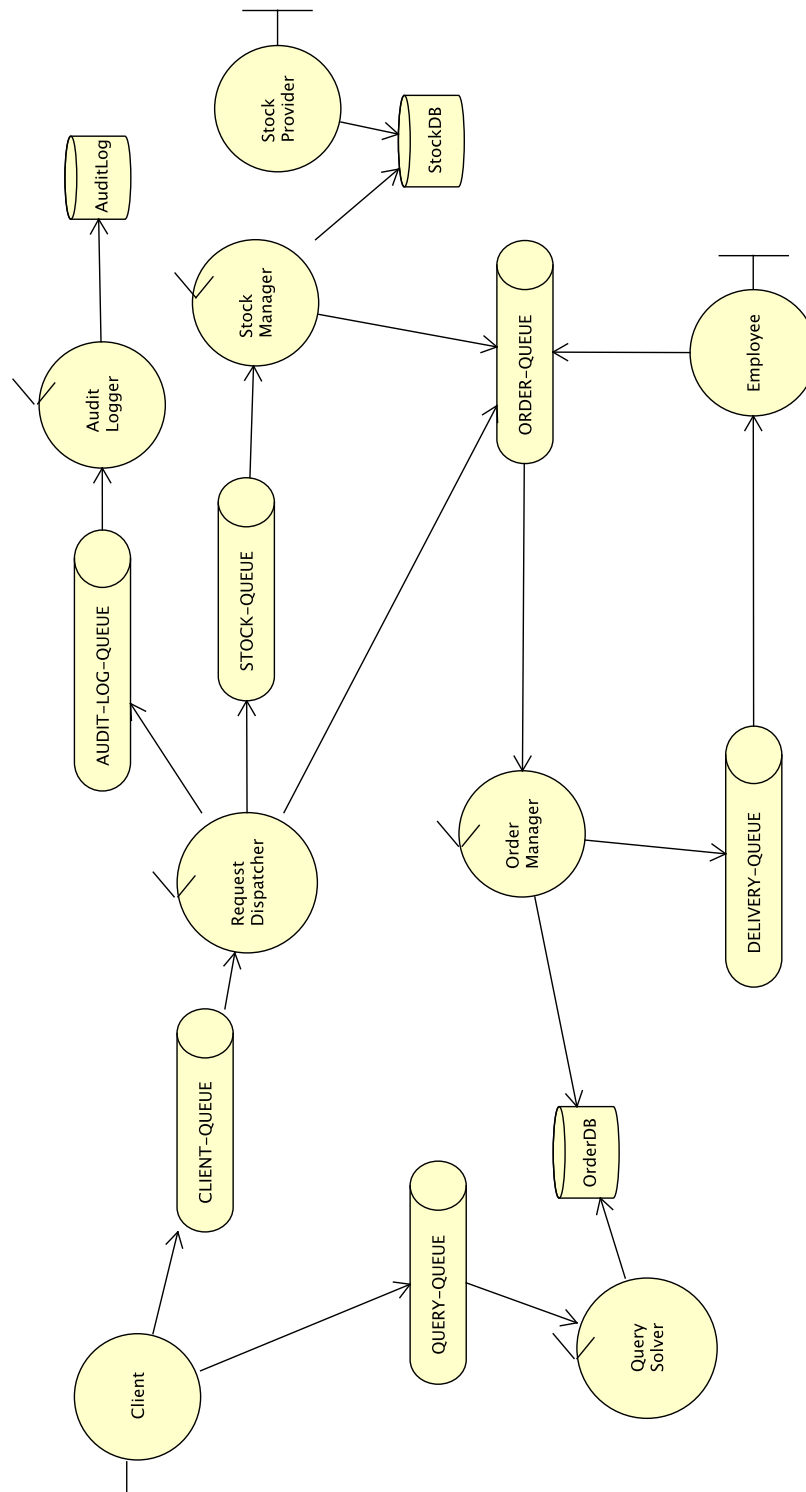 Client
CLIENT-QUEUE
QUERY-QUEUE
Query
Solver
OrderDB
Request
Dispatcher
AUDIT-LOG-QUEUE
STOCK-QUEUE
Order
Manager
DELIVERY-QUEUE
Audit
Logger
AuditLog
Stock
Manager
Stock
Provider
StockDB
ORDER-QUEUE
Employee